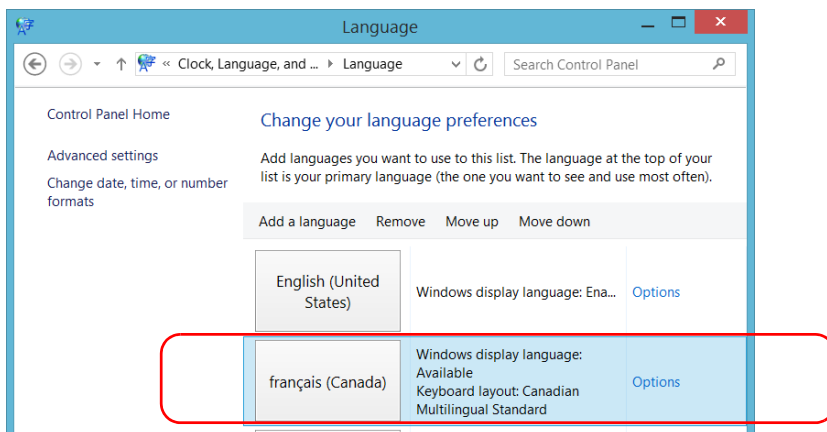 Language
« Clock, Language, and ... Language
Search Control Panel
Control Panel Home
Advanced settings
Change date, time, or number
formats
Change your language preferences
Add languages you want to use to this list. The language at the top of your
list is your primary language (the one you want to see and use most often).
Add a language Remove Move up Move down
English (United
States)
Windows display language: Ena...
Options
français (Canada)
Windows display language:
Available
Keyboard layout: Canadian
Multilingual Standard
Options